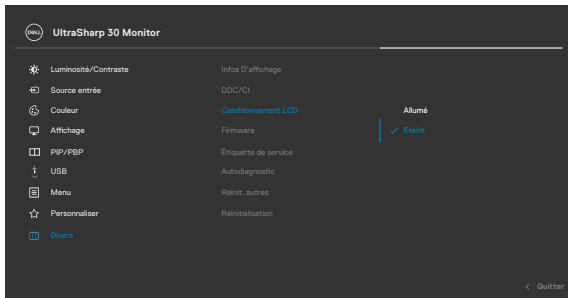 DELL UltraSharp 30 Monitor
Luminosité/Contraste
Source entrée
Couleur
Affichage
PIP/PBP
USB
Menu
Personnaliser
Divers
Infos D'affichage
DDC/CI
Condtionnement LCD
Firmware
Étiquette de service
Autodiagnostic
Réinit. autres
Réinitialisation
Allumé
Éteint
Quitter